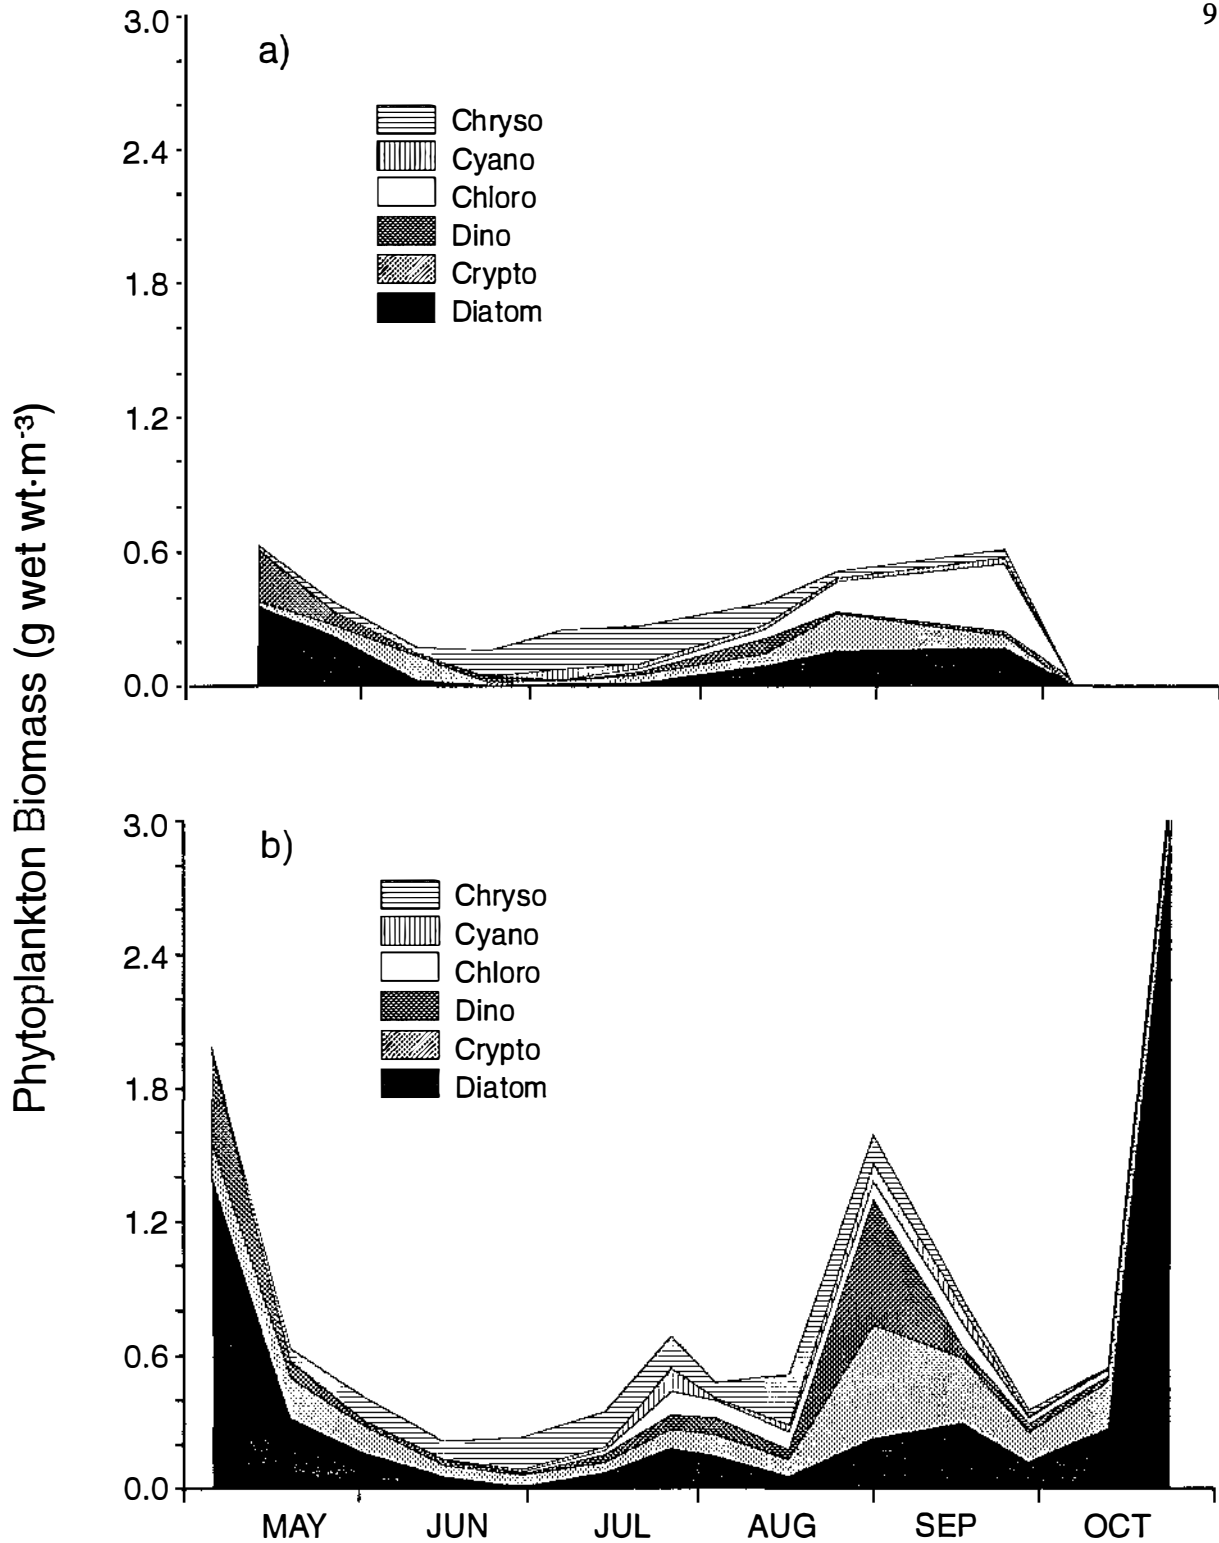 9
3.0
a)
Chryso
2.4
Cyano
Chloro
Dino
Crypto
1.8
Diatom
1.2
0.6
0.0
Phytoplankton Biomass (g wet wt·m⁻³)
3.0
b)
Chryso
Cyano
2.4
Chloro
Dino
Crypto
1.8
Diatom
1.2
0.6
0.0
MAY JUN JUL AUG SEP OCT